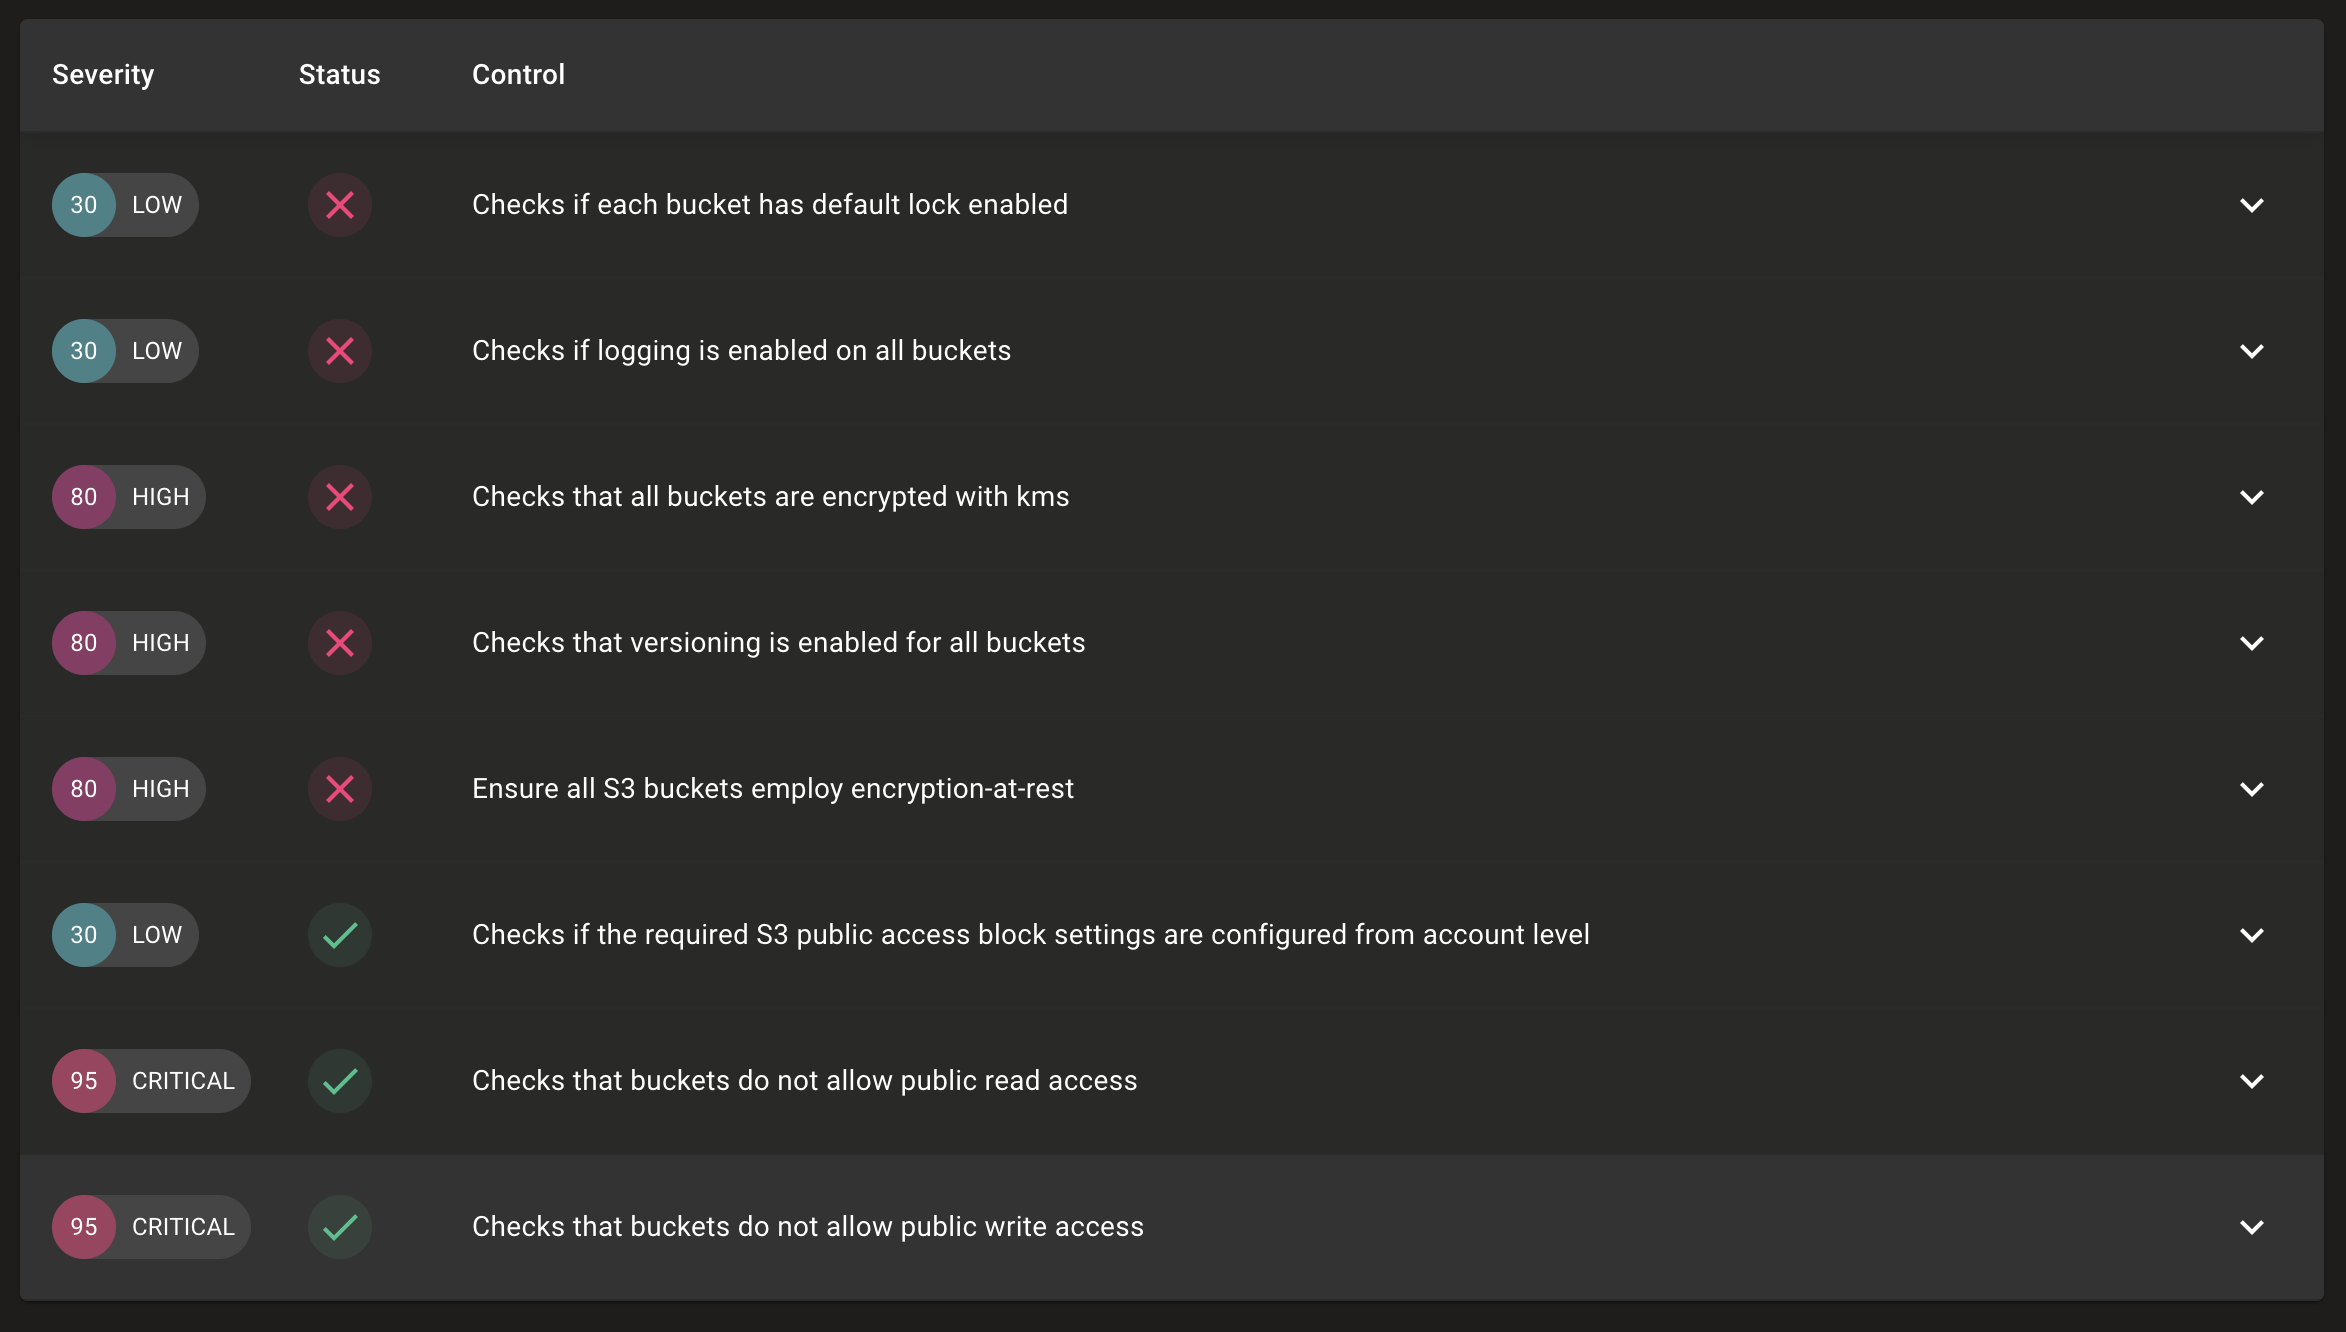 Severity Status Control
30 LOW Checks if each bucket has default lock enabled
30 LOW Checks if logging is enabled on all buckets
80 HIGH Checks that all buckets are encrypted with kms
80 HIGH Checks that versioning is enabled for all buckets
80 HIGH Ensure all S3 buckets employ encryption-at-rest
30 LOW Checks if the required S3 public access block settings are configured from account level
95 CRITICAL Checks that buckets do not allow public read access
95 CRITICAL Checks that buckets do not allow public write access